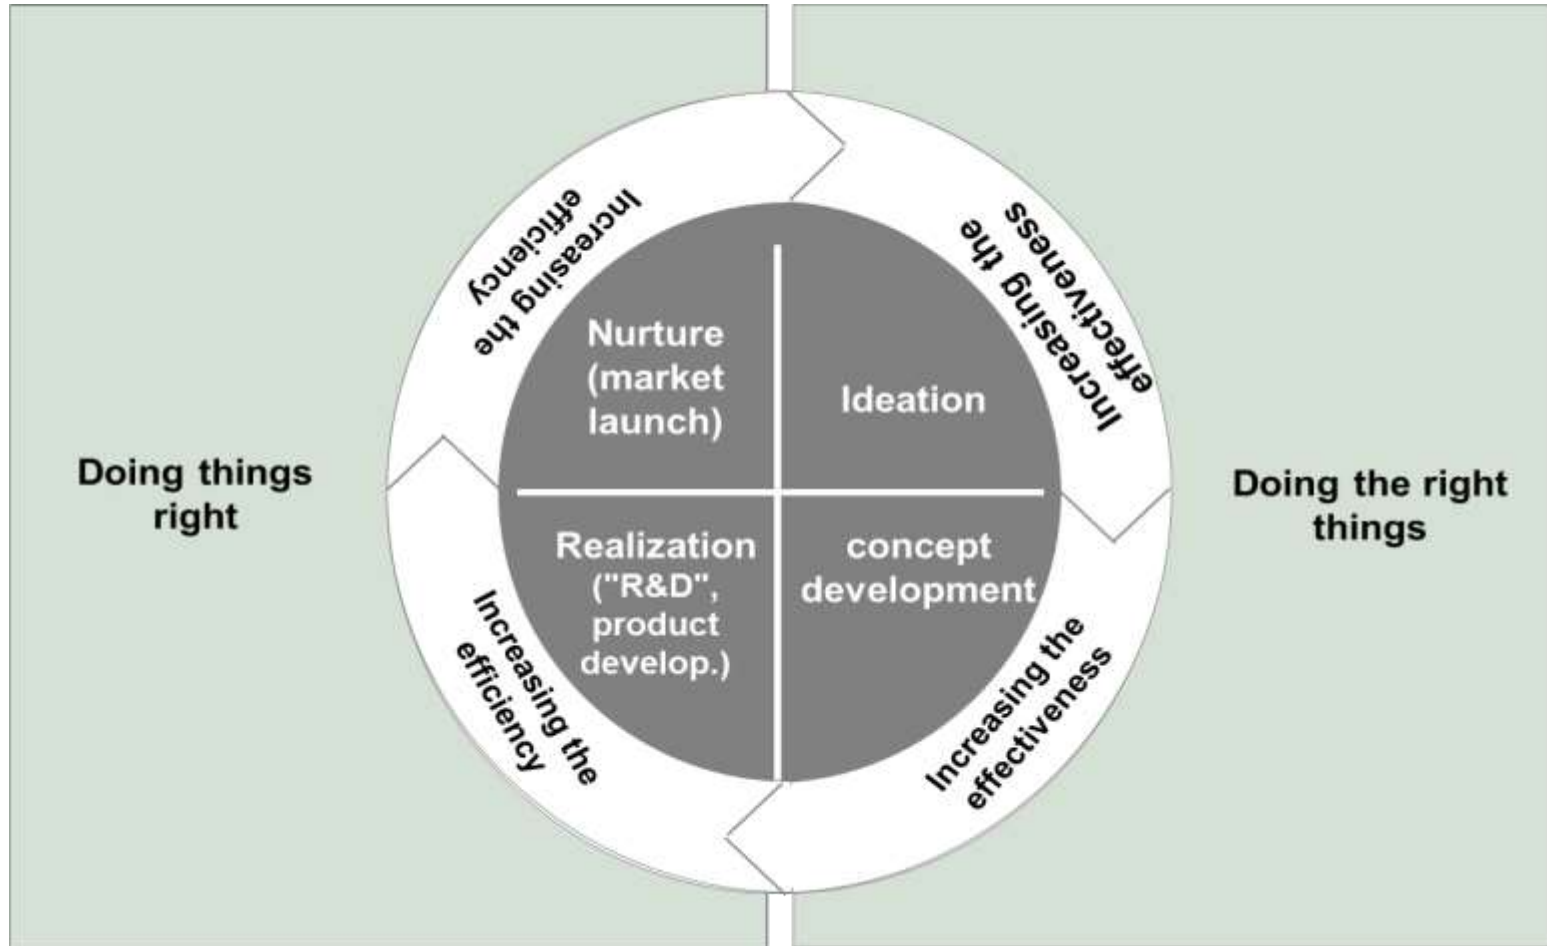 Increasing the
efficiency
Increasing the
effectiveness
Nurture
(market
launch)
Ideation
Doing things
right
Doing the right
things
Realization
("R&D",
product
develop.)
concept
development
Increasing the
efficiency
Increasing the
effectiveness